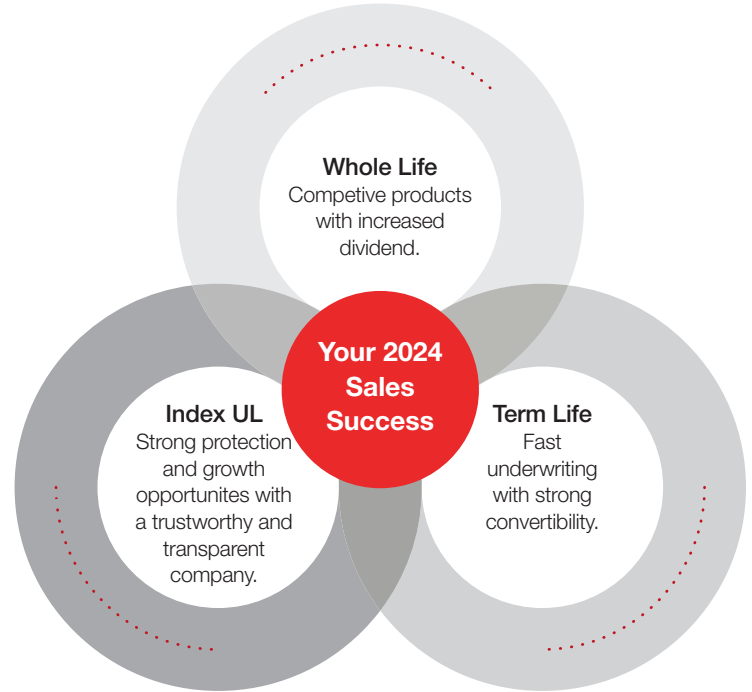 Whole Life
Competive products
with increased
dividend.
Your 2024
Sales
Success
Index UL
Strong protection
and growth
opportunites with
a trustworthy and
transparent
company.
Term Life
Fast
underwriting
with strong
convertibility.